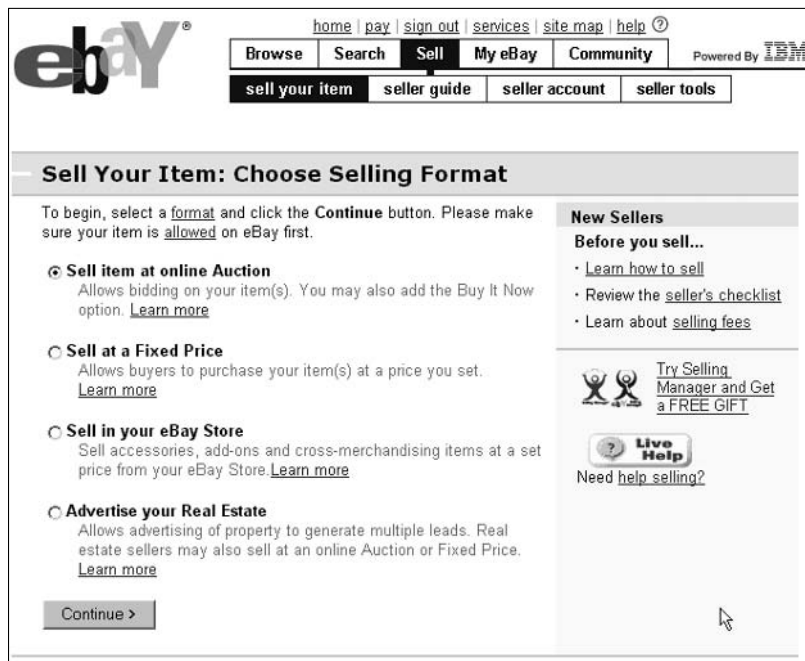 home | pay | sign out | services | site map | help ?
ebay®
Browse Search Sell My eBay Community Powered By IBM
sell your item seller guide seller account seller tools
Sell Your Item: Choose Selling Format
To begin, select a format and click the Continue button. Please make
sure your item is allowed on eBay first.
Sell item at online Auction
Allows bidding on your item(s). You may also add the Buy It Now
option. Learn more
Sell at a Fixed Price
Allows buyers to purchase your item(s) at a price you set.
Learn more
Sell in your eBay Store
Sell accessories, add-ons and cross-merchandising items at a set
price from your eBay Store.Learn more
Advertise your Real Estate
Allows advertising of property to generate multiple leads. Real
estate sellers may also sell at an online Auction or Fixed Price.
Learn more
Continue >
New Sellers
Before you sell...
· Learn how to sell
· Review the seller's checklist
· Learn about selling fees
Try Selling
Manager and Get
a FREE GIFT
? Live
Help
Need help selling?